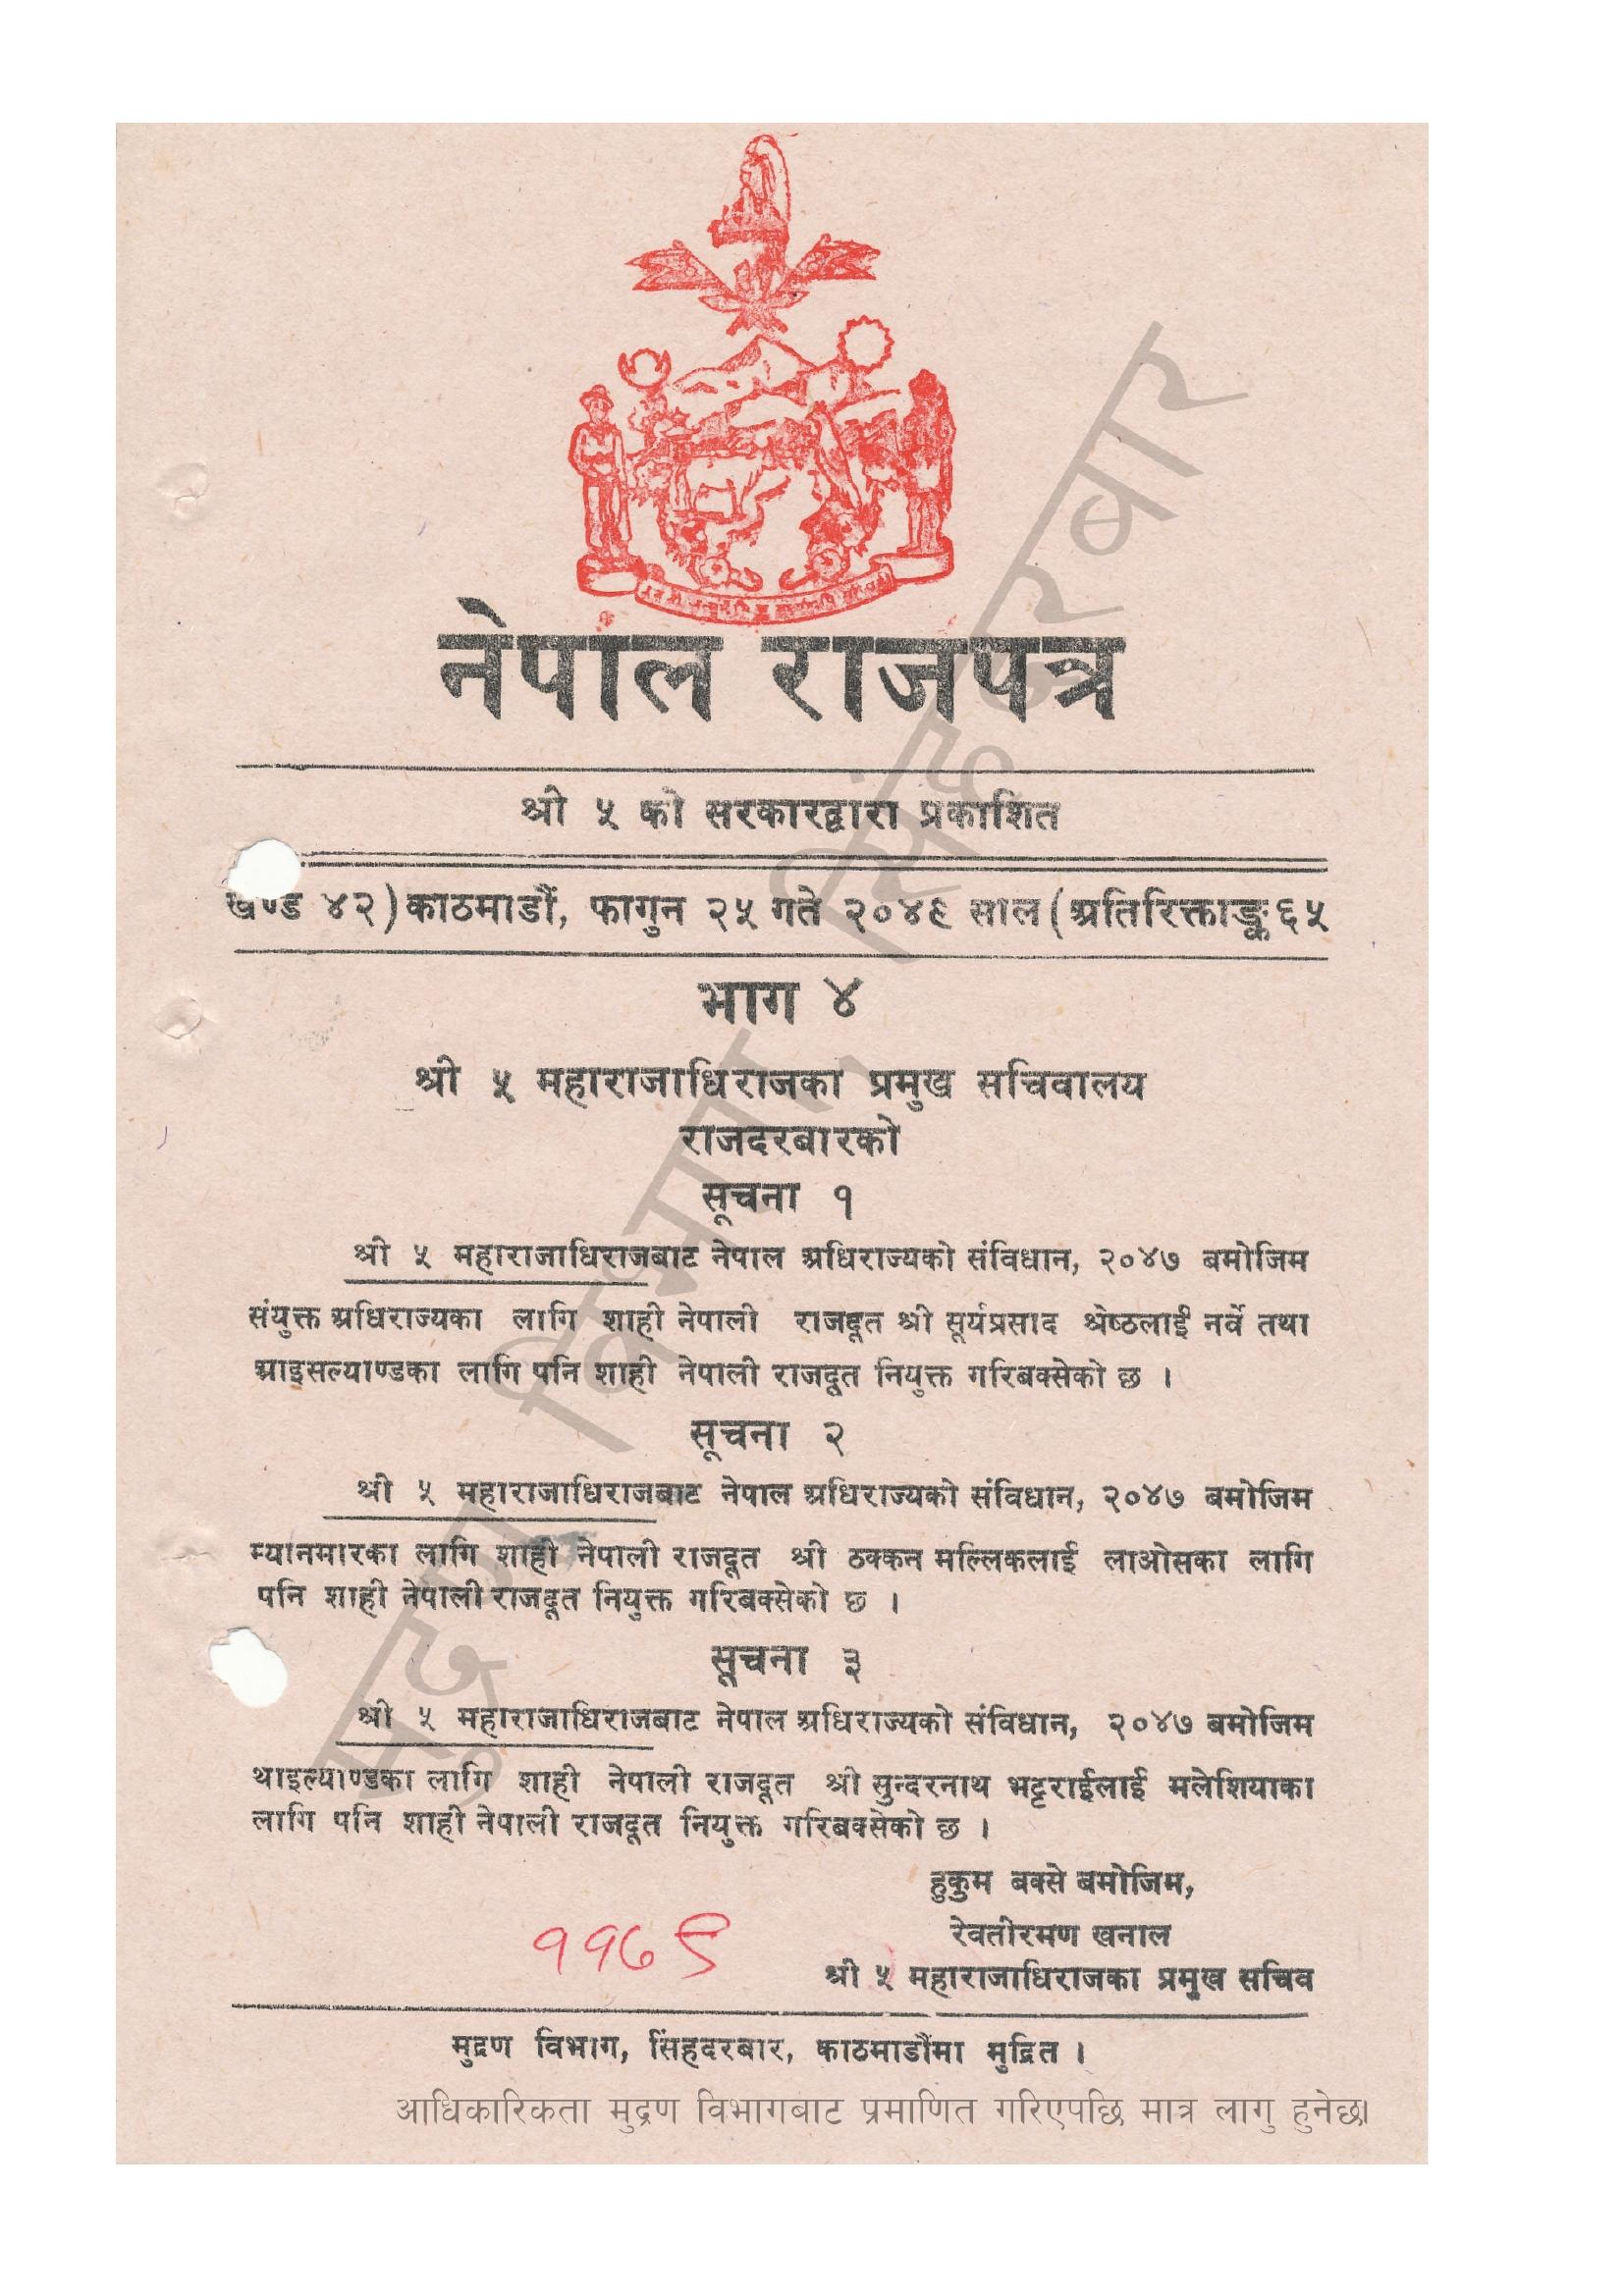 नेपाल राजपत्र
श्री ५ को सरकारद्वारा प्रकाशित
खण्ड ४२) काठमाडौं, फागुन २५ गते २०४९ साल (अतिरिक्ताङ्क ६५
भाग ४
श्री ५ महाराजाधिराजका प्रमुख सचिवालय
राजदरबारको
सूचना १
श्री ५ महाराजाधिराजबाट नेपाल अधिराज्यको संविधान, २०४७ बमोजिम
संयुक्त अधिराज्यका लागि शाही नेपाली राजदूत श्री सूर्यप्रसाद श्रेष्ठलाई नर्वे तथा
आइसल्याण्डका लागि पनि शाही नेपाली राजदूत नियुक्त गरिबक्सेको छ ।
सूचना २
श्री ५ महाराजाधिराजबाट नेपाल अधिराज्यको संविधान, २०४७ बमोजिम
म्यानमारका लागि शाही नेपाली राजदूत श्री ठक्कन मल्लिकलाई लाओसका लागि
पनि शाही नेपाली राजदूत नियुक्त गरिबक्सेको छ ।
सूचना ३
श्री ५ महाराजाधिराजबाट नेपाल अधिराज्यको संविधान, २०४७ बमोजिम
थाइल्याण्डका लागि शाही नेपाली राजदूत श्री सुन्दरनाथ भट्टराईलाई मलेशियाका
लागि पनि शाही नेपाली राजदूत नियुक्त गरिबक्सेको छ ।
हुकुम बक्से बमोजिम,
रेवतीरमण खनाल
श्री ५ महाराजाधिराजका प्रमुख सचिव
११७९
मुद्रण विभाग, सिंहदरबार, काठमाडौंमा मुद्रित ।
आधिकारिकता मुद्रण विभागबाट प्रमाणित गरिएपछि मात्र लागु हुनेछ।
मुद्रण विभाग, सिंहदरबार